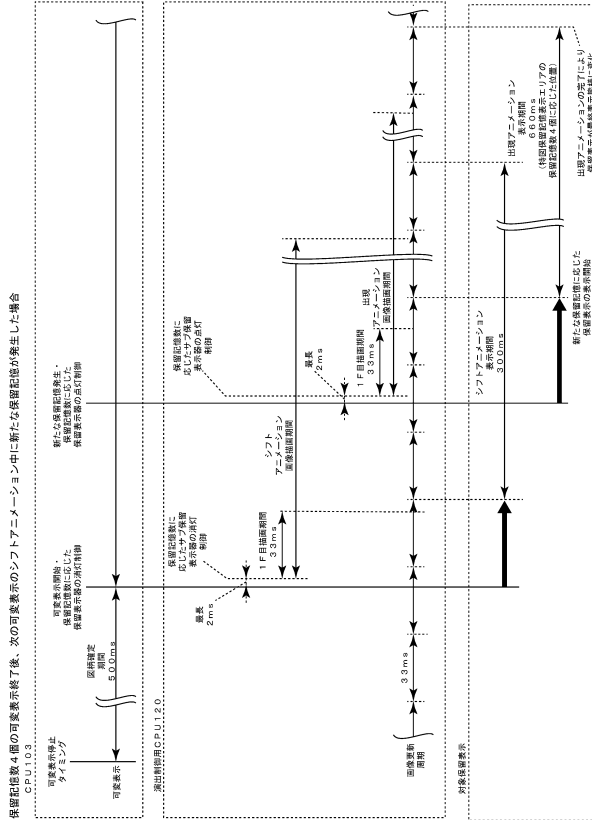 保留記憶数4個の可変表示終了後、次の可変表示のシフトアニメーション中に新たな保留記憶が発生した場合
CPU103
可変表示停止
タイミング
可変表示
図柄確定
期間
500ms
可変表示開始・
保留記憶数に応じた
保留表示器の消灯制御
新たな保留記憶発生・
保留記憶数に応じた
保留表示器の点灯制御
演出制御用CPU120
最長
2ms
保留記憶数に
応じたサブ保留
表示器の消灯
制御
1F目描画期間
33ms
シフト
アニメーション
画像描画期間
保留記憶数に
応じたサブ保留
表示器の点灯
制御
最長
2ms
1F目描画期間
33ms
出現
アニメーション
画像描画期間
画像更新
周期
33ms
対象保留表示
シフトアニメーション
表示期間
300ms
新たな保留記憶に応じた
保留表示の表示開始
出現アニメーション
表示期間
660ms
(特図保留記憶表示エリアの
保留記憶数4個に応じた位置)
出現アニメーションの完了により